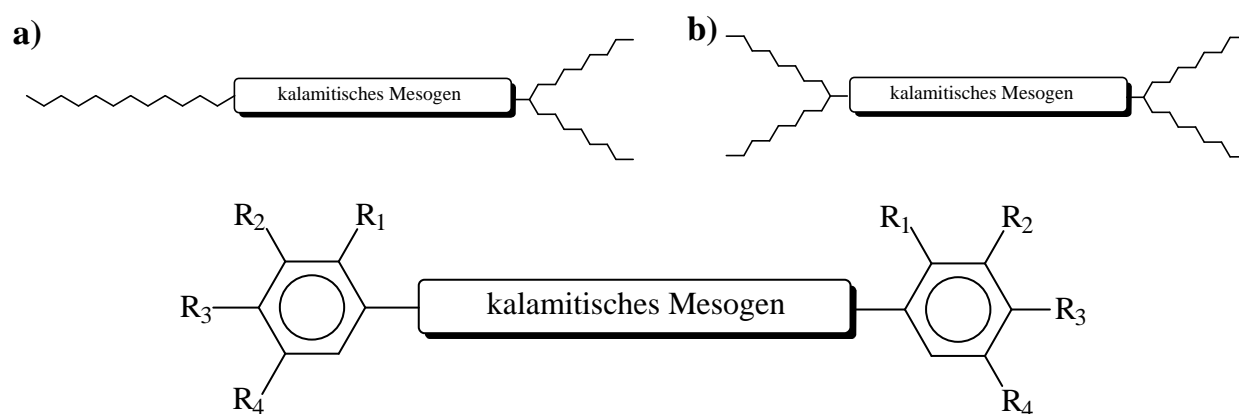 a)
b)
kalamitisches Mesogen
kalamitisches Mesogen
R2 R1
R1 R2
R3
kalamitisches Mesogen
R3
R4
R4